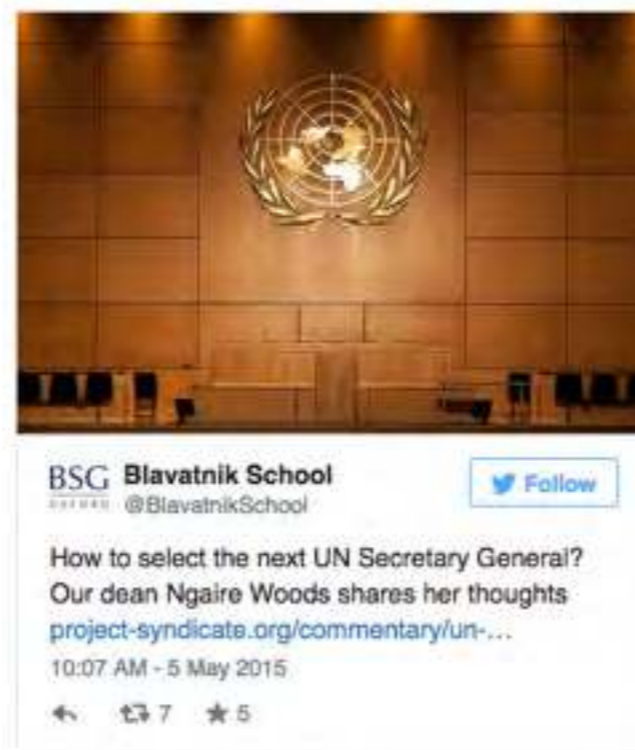 BSG Blavatnik School
OXFORD @BlavatnikSchool
Follow
How to select the next UN Secretary General?
Our dean Ngaire Woods shares her thoughts
project-syndicate.org/commentary/un-...
10:07 AM - 5 May 2015
7 5